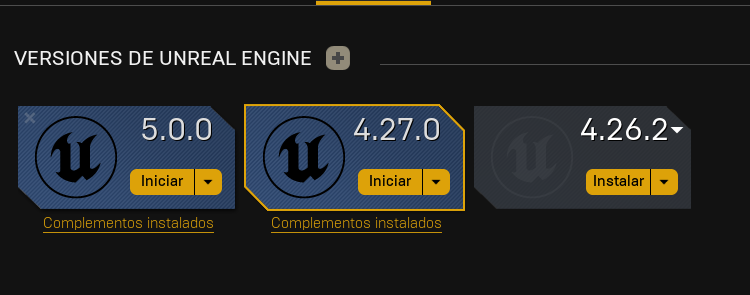 VERSIONES DE UNREAL ENGINE
5.0.0
Iniciar
Complementos instalados
4.27.0
Iniciar
Complementos instalados
4.26.2
Instalar